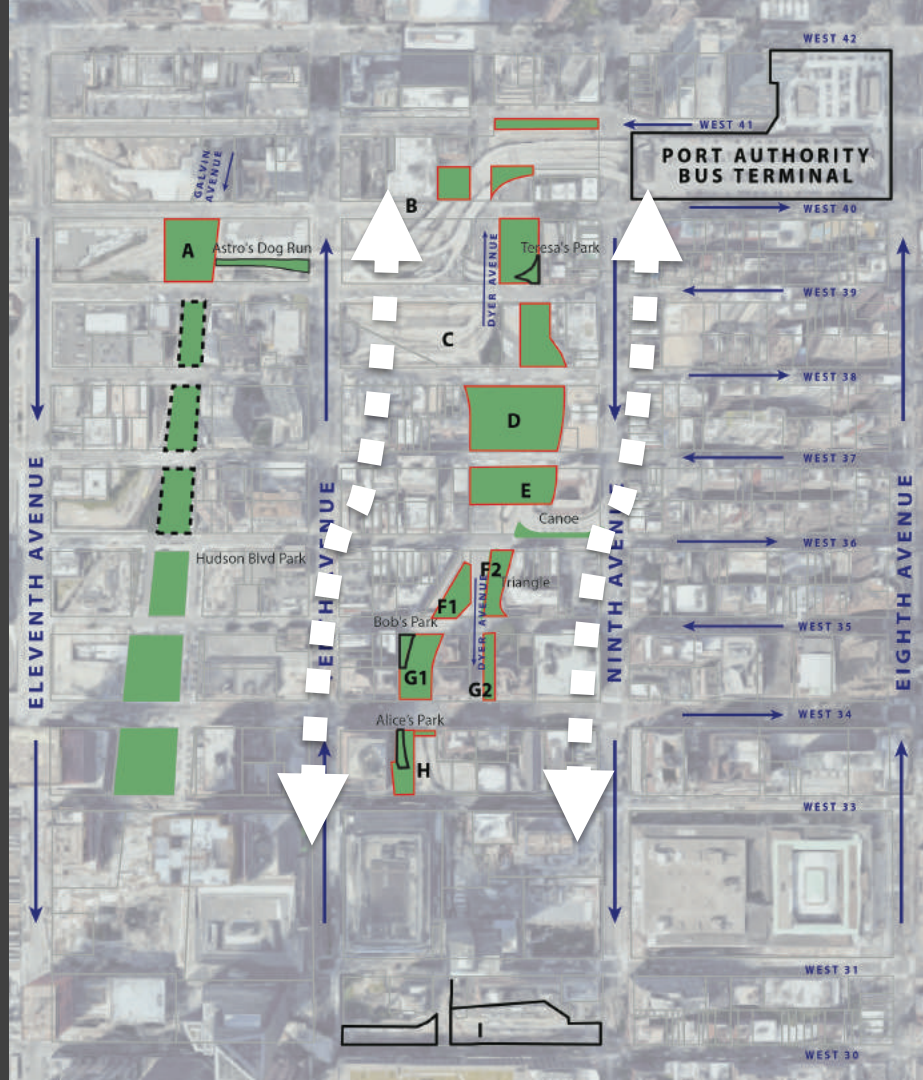 WEST 42
WEST 41
PORT AUTHORITY
BUS TERMINAL
GALVIN
AVENUE
B
WEST 40
A
Astro's Dog Run
Teresa's Park
DYER AVENUE
WEST 39
C
WEST 38
D
WEST 37
E
Canoe
WEST 36
Hudson Blvd Park
F2
riangle
F1
DYER AVENUE
Bob's Park
WEST 35
G1
G2
ELEVENTH AVENUE
ENTH AVENUE
NINTH AVENUE
EIGHTH AVENUE
WEST 34
Alice's Park
H
WEST 33
WEST 31
I
WEST 30